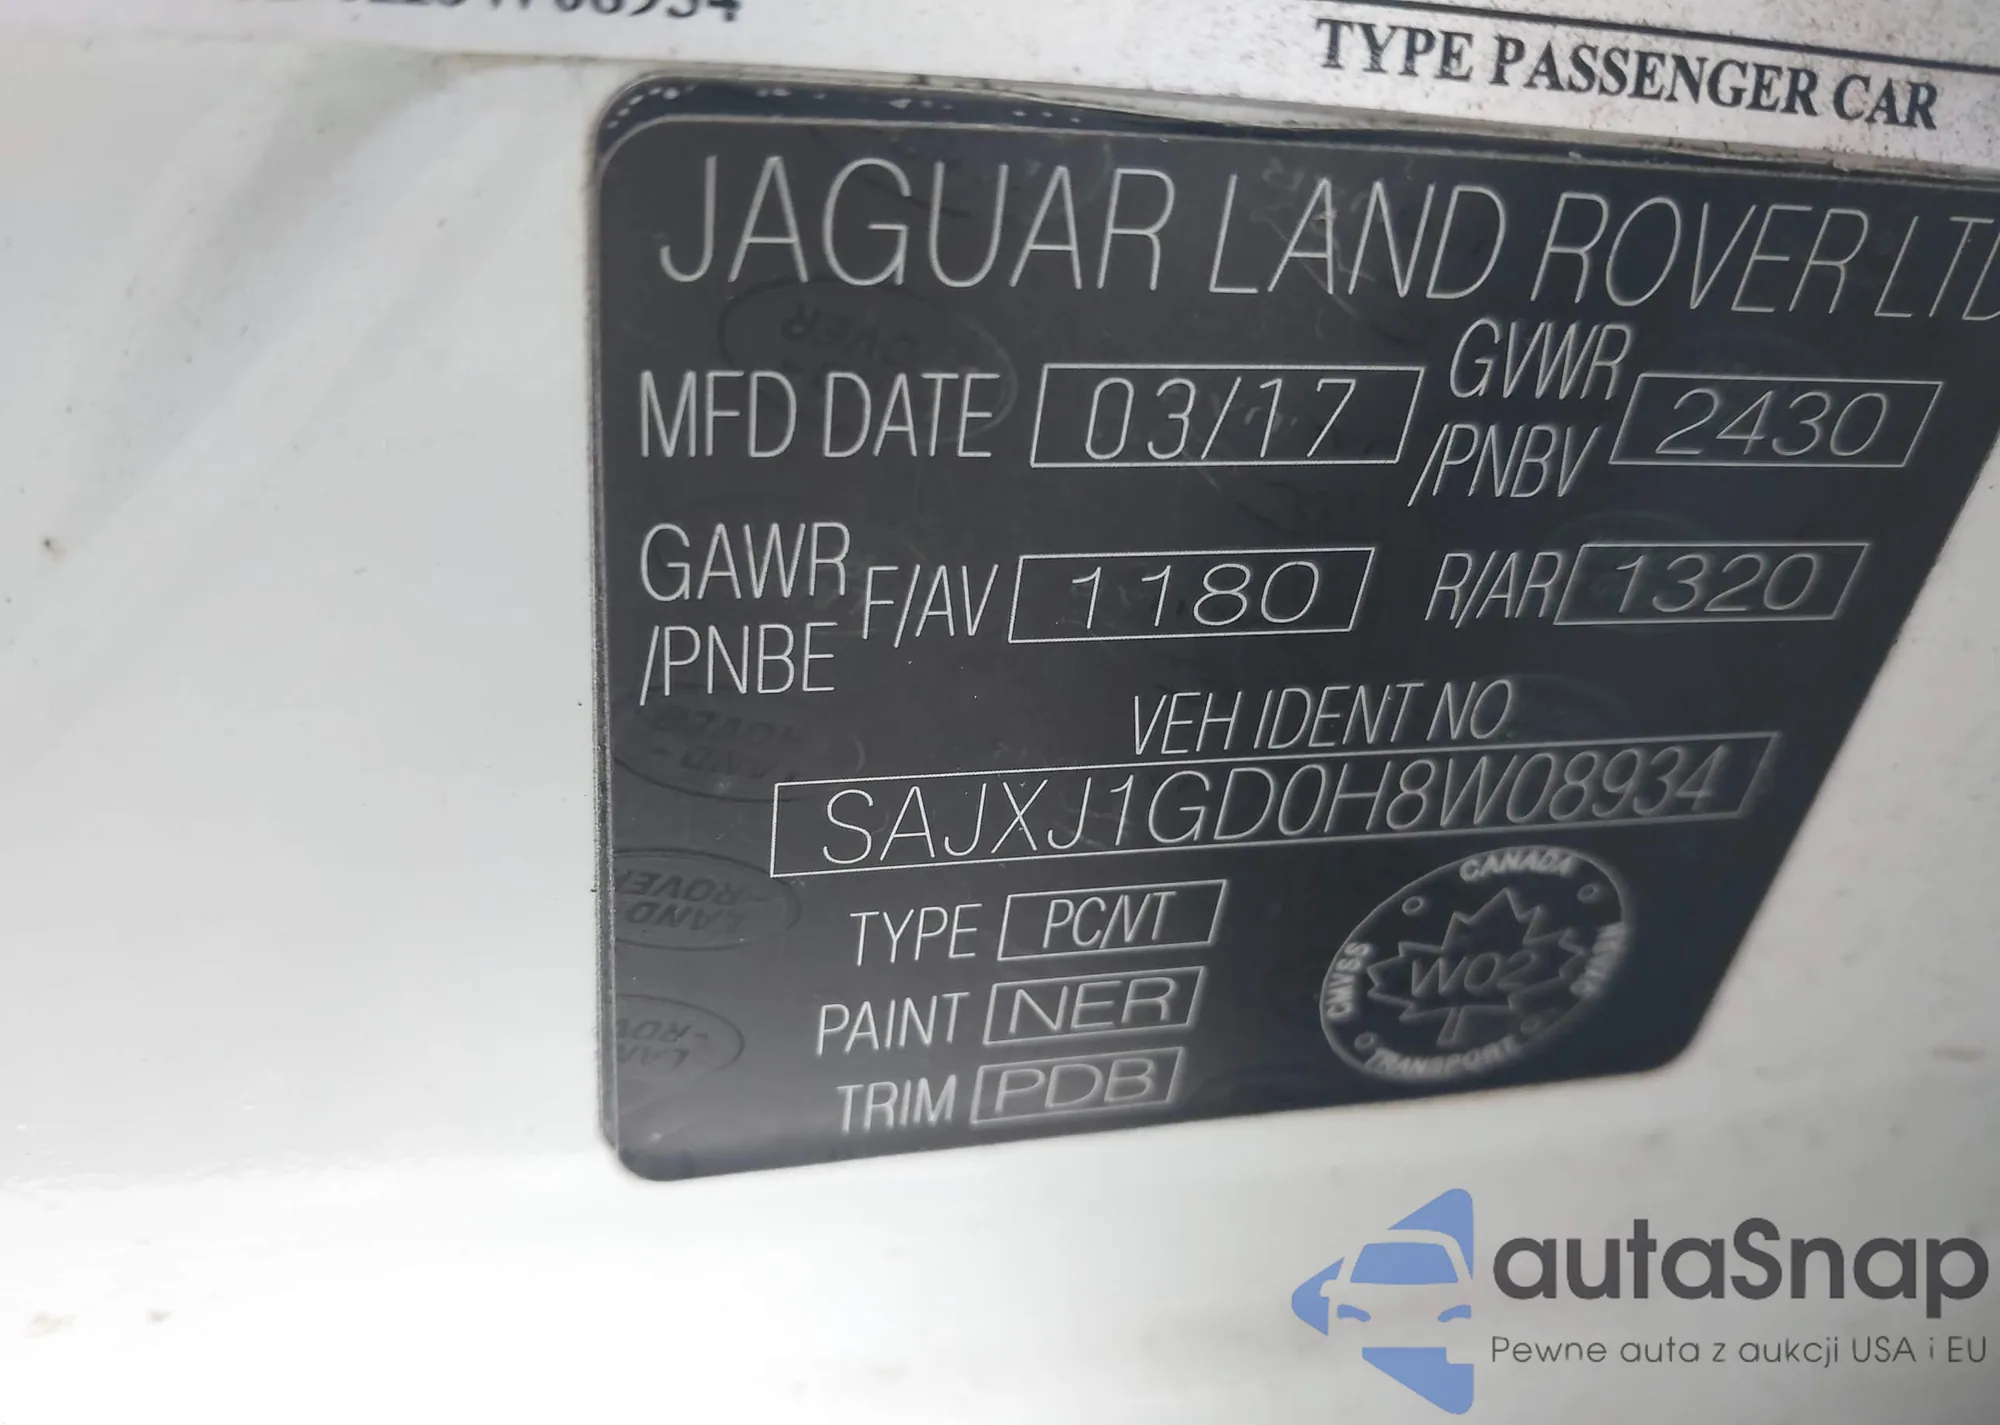 W08934
TYPE PASSENGER CAR
JAGUAR LAND ROVER LTD
MFD DATE 03/17 GVWR /PNBV 2430
GAWR /PNBE F/AV 1180 R/AR 1320
VEH IDENT NO
SAJXJ1GD0H8W08934
TYPE PC/VT
PAINT NER
TRIM PDB
CANADA
CMVSS
W02
TRANSPORT
autaSnap
Pewne auta z aukcji USA i EU